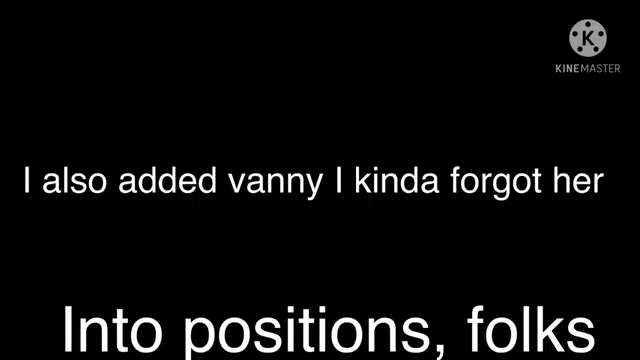 KINEMASTER
I also added vanny I kinda forgot her
Into positions, folks